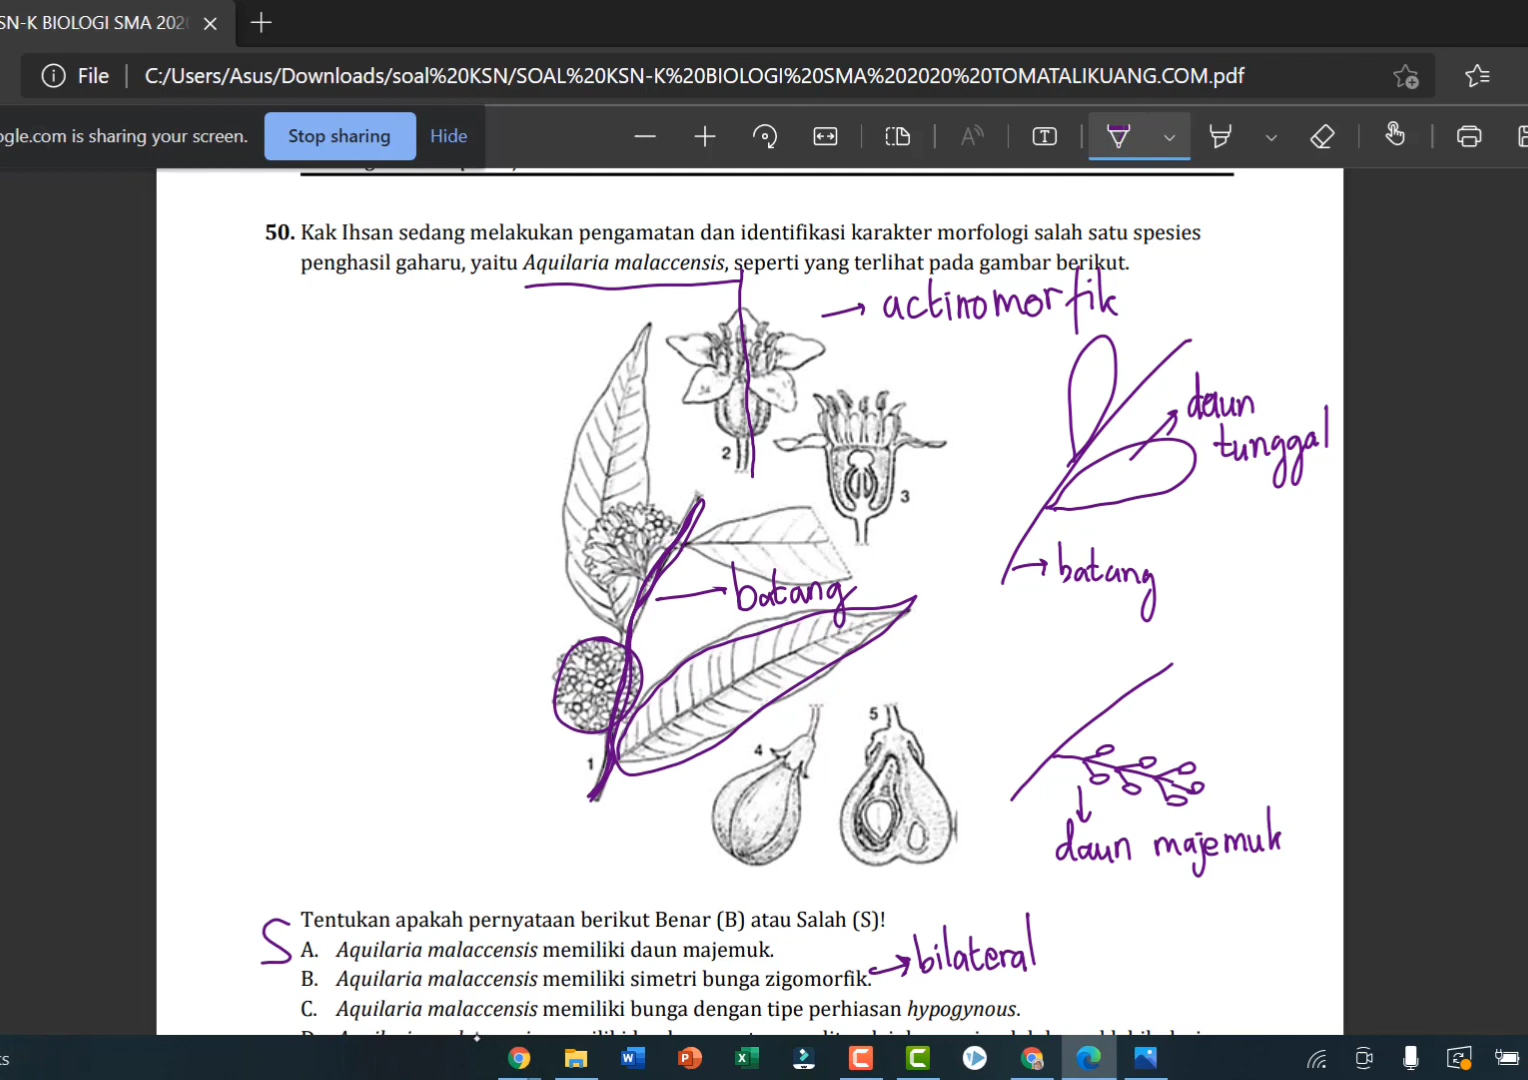 SN-K BIOLOGI SMA 202
File
C:/Users/Asus/Downloads/soal%20KSN/SOAL%20KSN-K%20BIOLOGI%20SMA%202020%20TOMATALIKUANG.COM.pdf
gle.com is sharing your screen.
Stop sharing
Hide
50. Kak Ihsan sedang melakukan pengamatan dan identifikasi karakter morfologi salah satu spesies
penghasil gaharu, yaitu Aquilaria malaccensis, seperti yang terlihat pada gambar berikut.
actinomorfik
daun
tunggal
2
3
batang
batang
5
4
1
daun majemuk
Tentukan apakah pernyataan berikut Benar (B) atau Salah (S)!
S A. Aquilaria malaccensis memiliki daun majemuk.
B. Aquilaria malaccensis memiliki simetri bunga zigomorfik.
bilateral
C. Aquilaria malaccensis memiliki bunga dengan tipe perhiasan hypogynous.